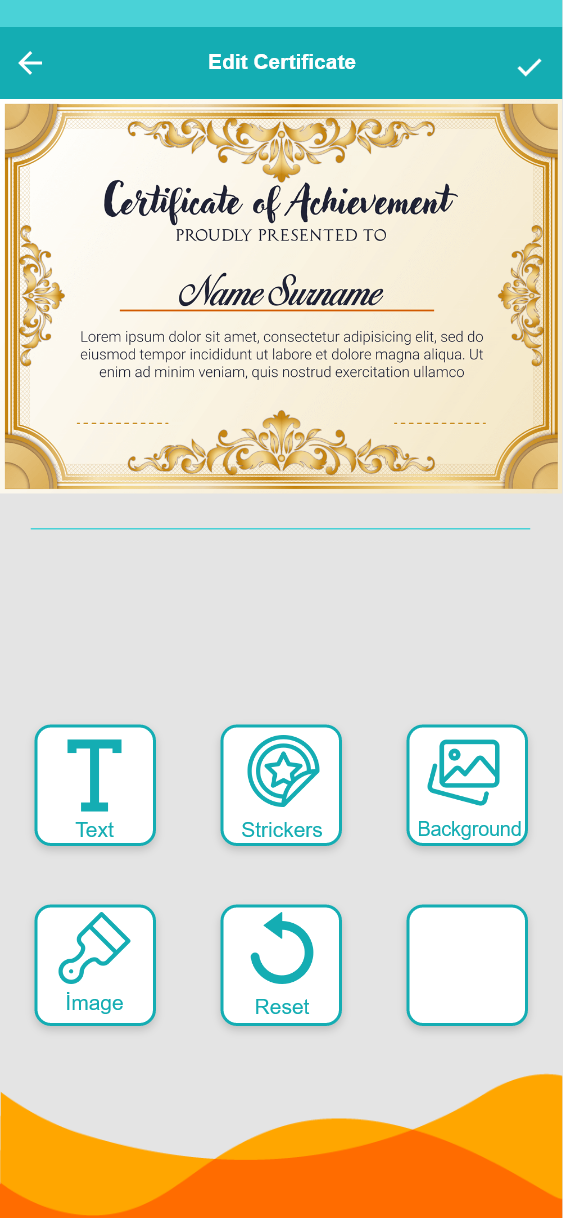 Edit Certificate
Certificate of Achievement
PROUDLY PRESENTED TO
Name Surname
Lorem ipsum dolor sit amet, consectetur adipisicing elit, sed do
eiusmod tempor incididunt ut labore et dolore magna aliqua. Ut
enim ad minim veniam, quis nostrud exercitation ullamco
Text
Strickers
Background
İmage
Reset